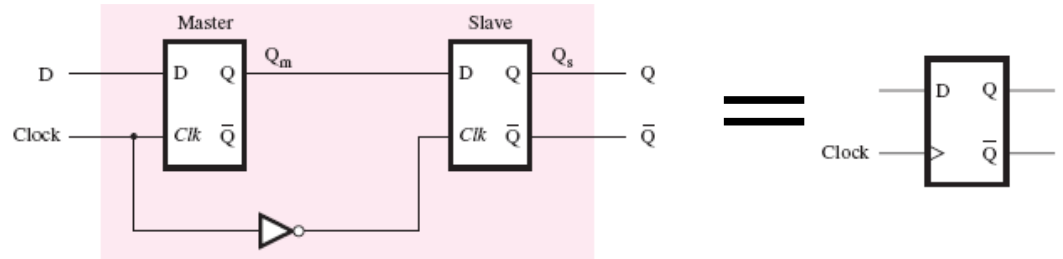 Master
Slave
D
D Q
Qm
D Q
Qs
Q
Clock
Clk Q̅
Clk Q̅
Q̅
D Q
Clock
Q̅